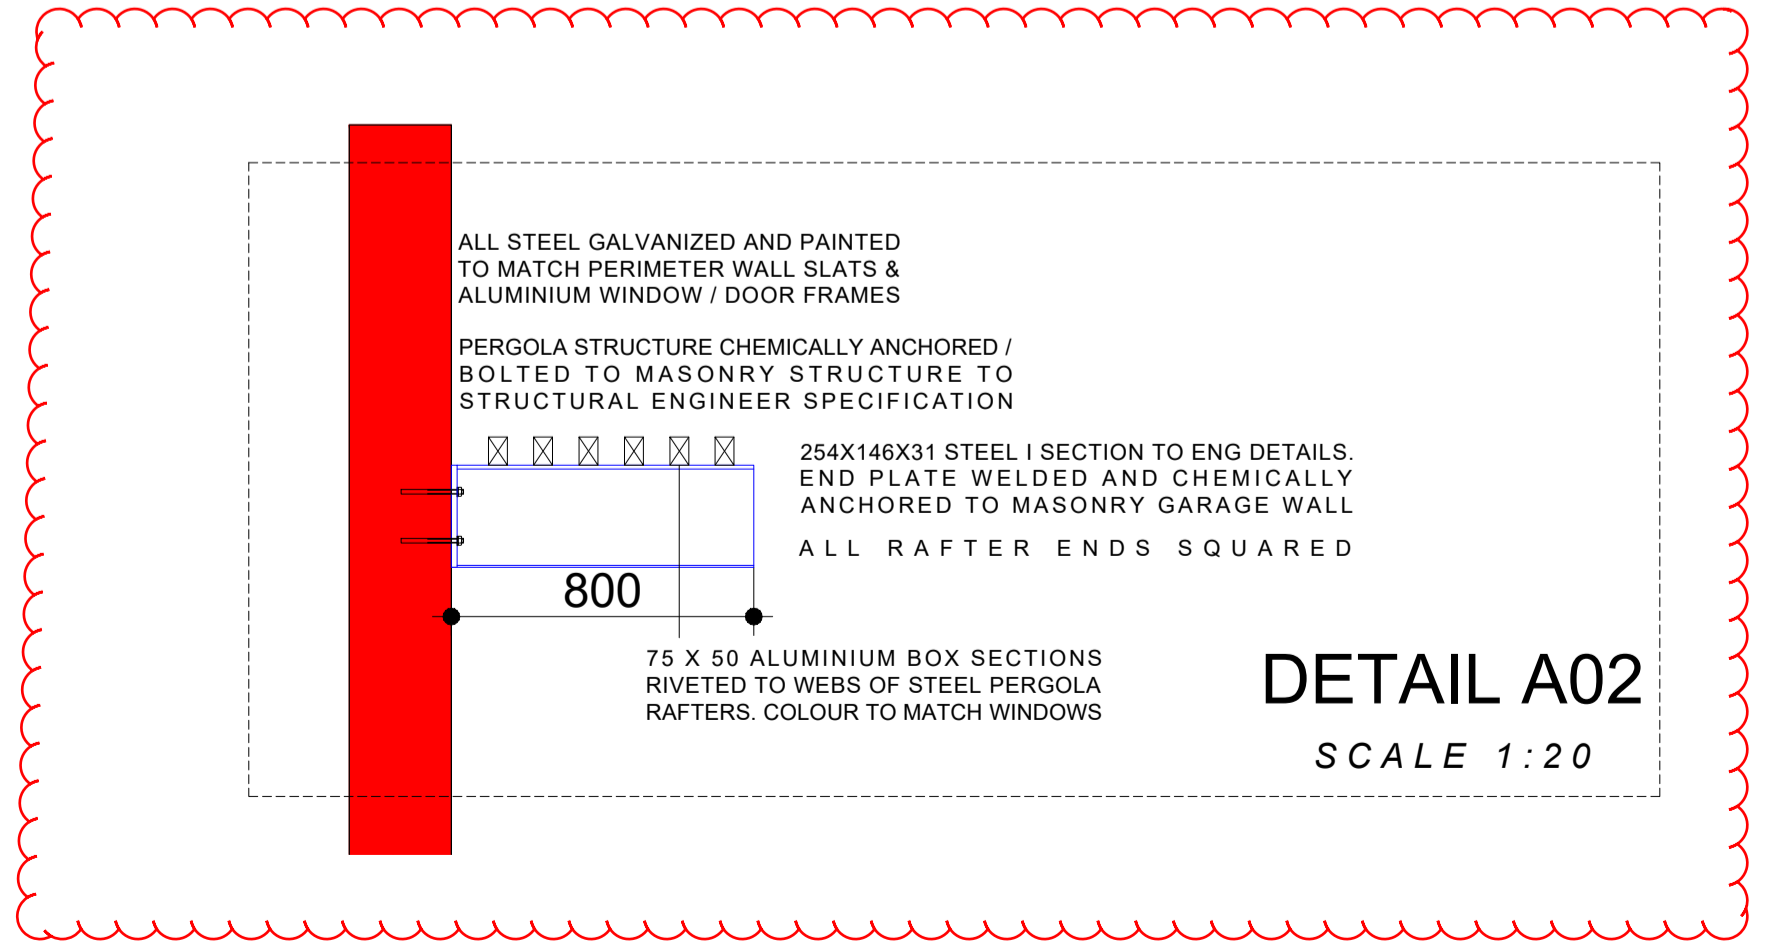 ALL STEEL GALVANIZED AND PAINTED
TO MATCH PERIMETER WALL SLATS &
ALUMINIUM WINDOW / DOOR FRAMES
PERGOLA STRUCTURE CHEMICALLY ANCHORED /
BOLTED TO MASONRY STRUCTURE TO
STRUCTURAL ENGINEER SPECIFICATION
254X146X31 STEEL I SECTION TO ENG DETAILS.
END PLATE WELDED AND CHEMICALLY
ANCHORED TO MASONRY GARAGE WALL
ALL RAFTER ENDS SQUARED
800
75 X 50 ALUMINIUM BOX SECTIONS
RIVETED TO WEBS OF STEEL PERGOLA
RAFTERS. COLOUR TO MATCH WINDOWS
DETAIL A02
SCALE 1:20